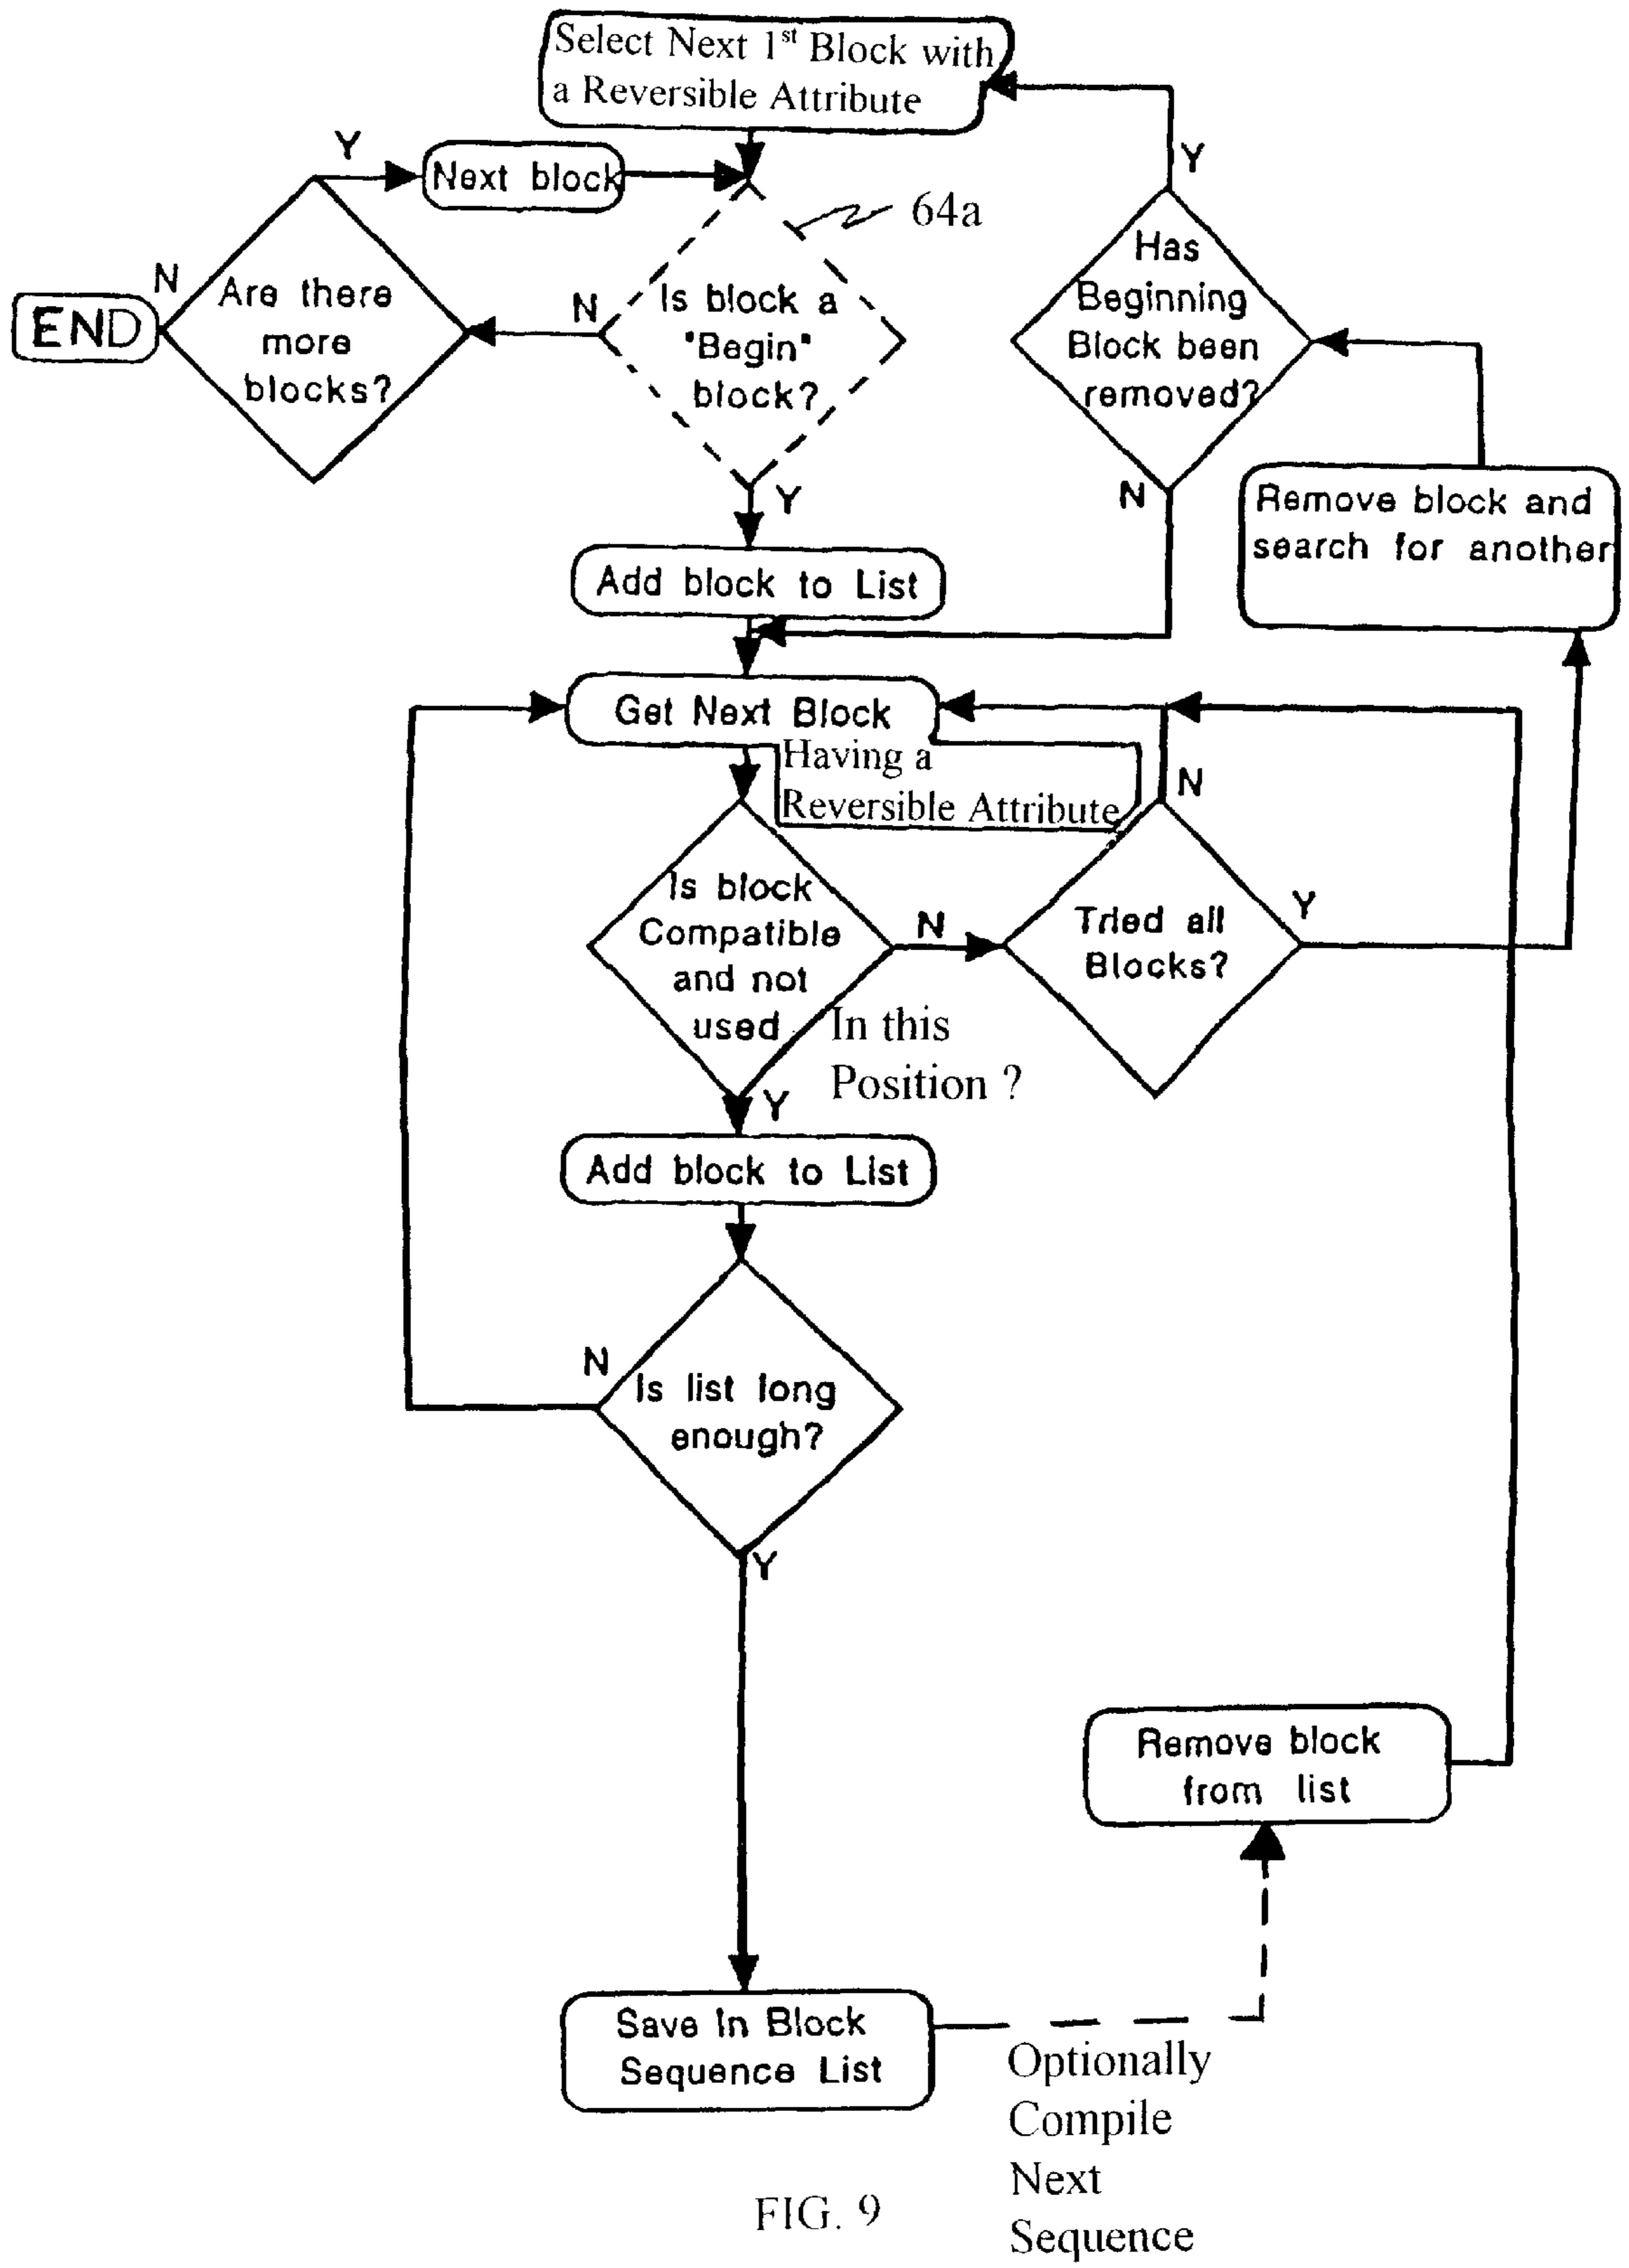 Select Next 1st Block with
a Reversible Attribute
Y
Next block
Y
64a
Has
Beginning
Block been
removed?
N
Are there
more
blocks?
END
N
Is block a
"Begin"
block?
N
Y
Remove block and
search for another
Add block to List
Get Next Block
Having a
Reversible Attribute
N
Is block
Compatible
and not
used
In this
Position ?
N
Tried all
Blocks?
Y
Y
Add block to List
N
Is list long
enough?
Y
Remove block
from list
Save In Block
Sequence List
Optionally
Compile
Next
Sequence
FIG. 9